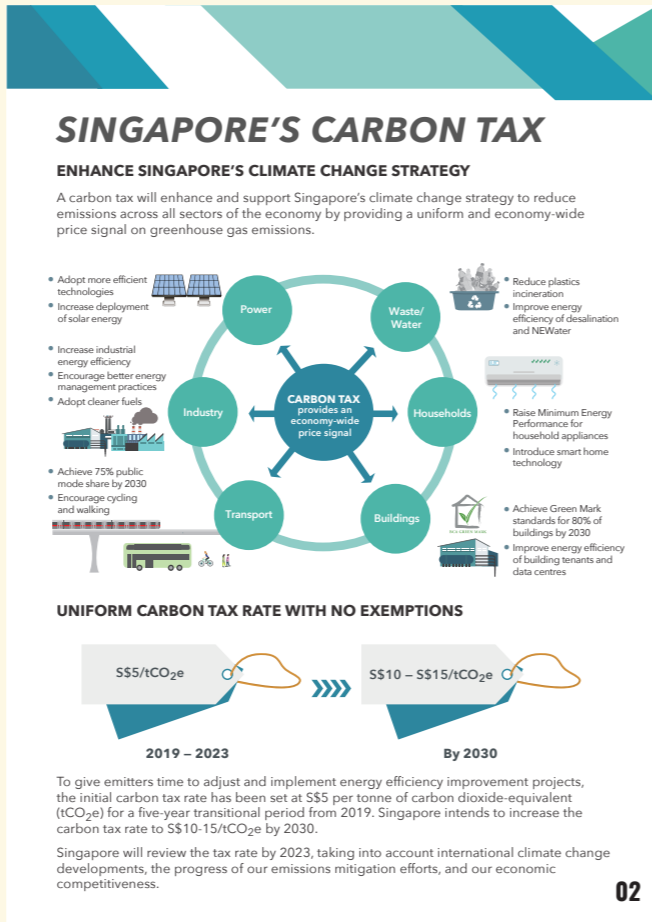 SINGAPORE'S CARBON TAX
ENHANCE SINGAPORE'S CLIMATE CHANGE STRATEGY
A carbon tax will enhance and support Singapore's climate change strategy to reduce
emissions across all sectors of the economy by providing a uniform and economy-wide
price signal on greenhouse gas emissions.
• Adopt more efficient
technologies
• Increase deployment
of solar energy
Power
Waste/
Water
• Reduce plastics
incineration
• Improve energy
efficiency of desalination
and NEWater
• Increase industrial
energy efficiency
• Encourage better energy
management practices
• Adopt cleaner fuels
Industry
CARBON TAX
provides an
economy-wide
price signal
Households
• Raise Minimum Energy
Performance for
household appliances
• Introduce smart home
technology
• Achieve 75% public
mode share by 2030
• Encourage cycling
and walking
Transport
Buildings
• Achieve Green Mark
standards for 80% of
buildings by 2030
• Improve energy efficiency
of building tenants and
data centres
UNIFORM CARBON TAX RATE WITH NO EXEMPTIONS
S$5/tCO₂e
S$10 – S$15/tCO₂e
2019 – 2023
By 2030
To give emitters time to adjust and implement energy efficiency improvement projects,
the initial carbon tax rate has been set at S$5 per tonne of carbon dioxide-equivalent
(tCO₂e) for a five-year transitional period from 2019. Singapore intends to increase the
carbon tax rate to S$10-15/tCO₂e by 2030.
Singapore will review the tax rate by 2023, taking into account international climate change
developments, the progress of our emissions mitigation efforts, and our economic
competitiveness.
02